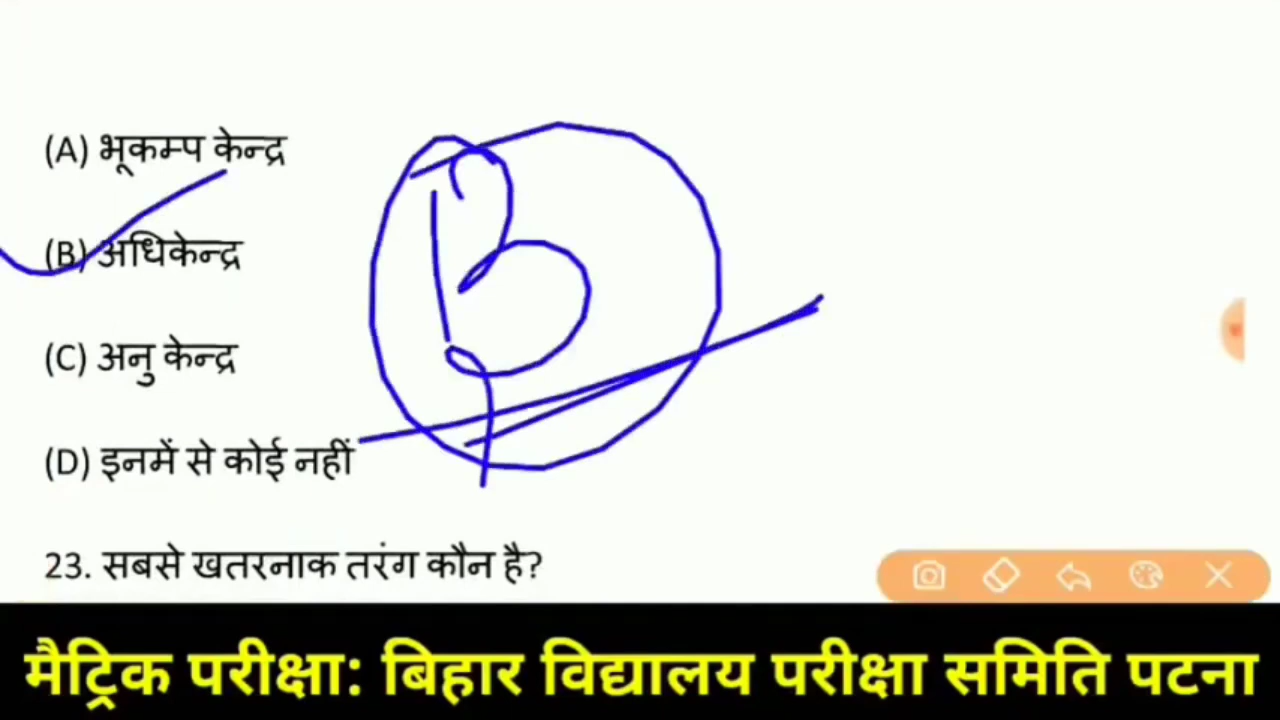 (A) भूकम्प केन्द्र
(B) अधिकेन्द्र
B
(C) अनु केन्द्र
(D) इनमें से कोई नहीं
23. सबसे खतरनाक तरंग कौन है?
मैट्रिक परीक्षा: बिहार विद्यालय परीक्षा समिति पटना